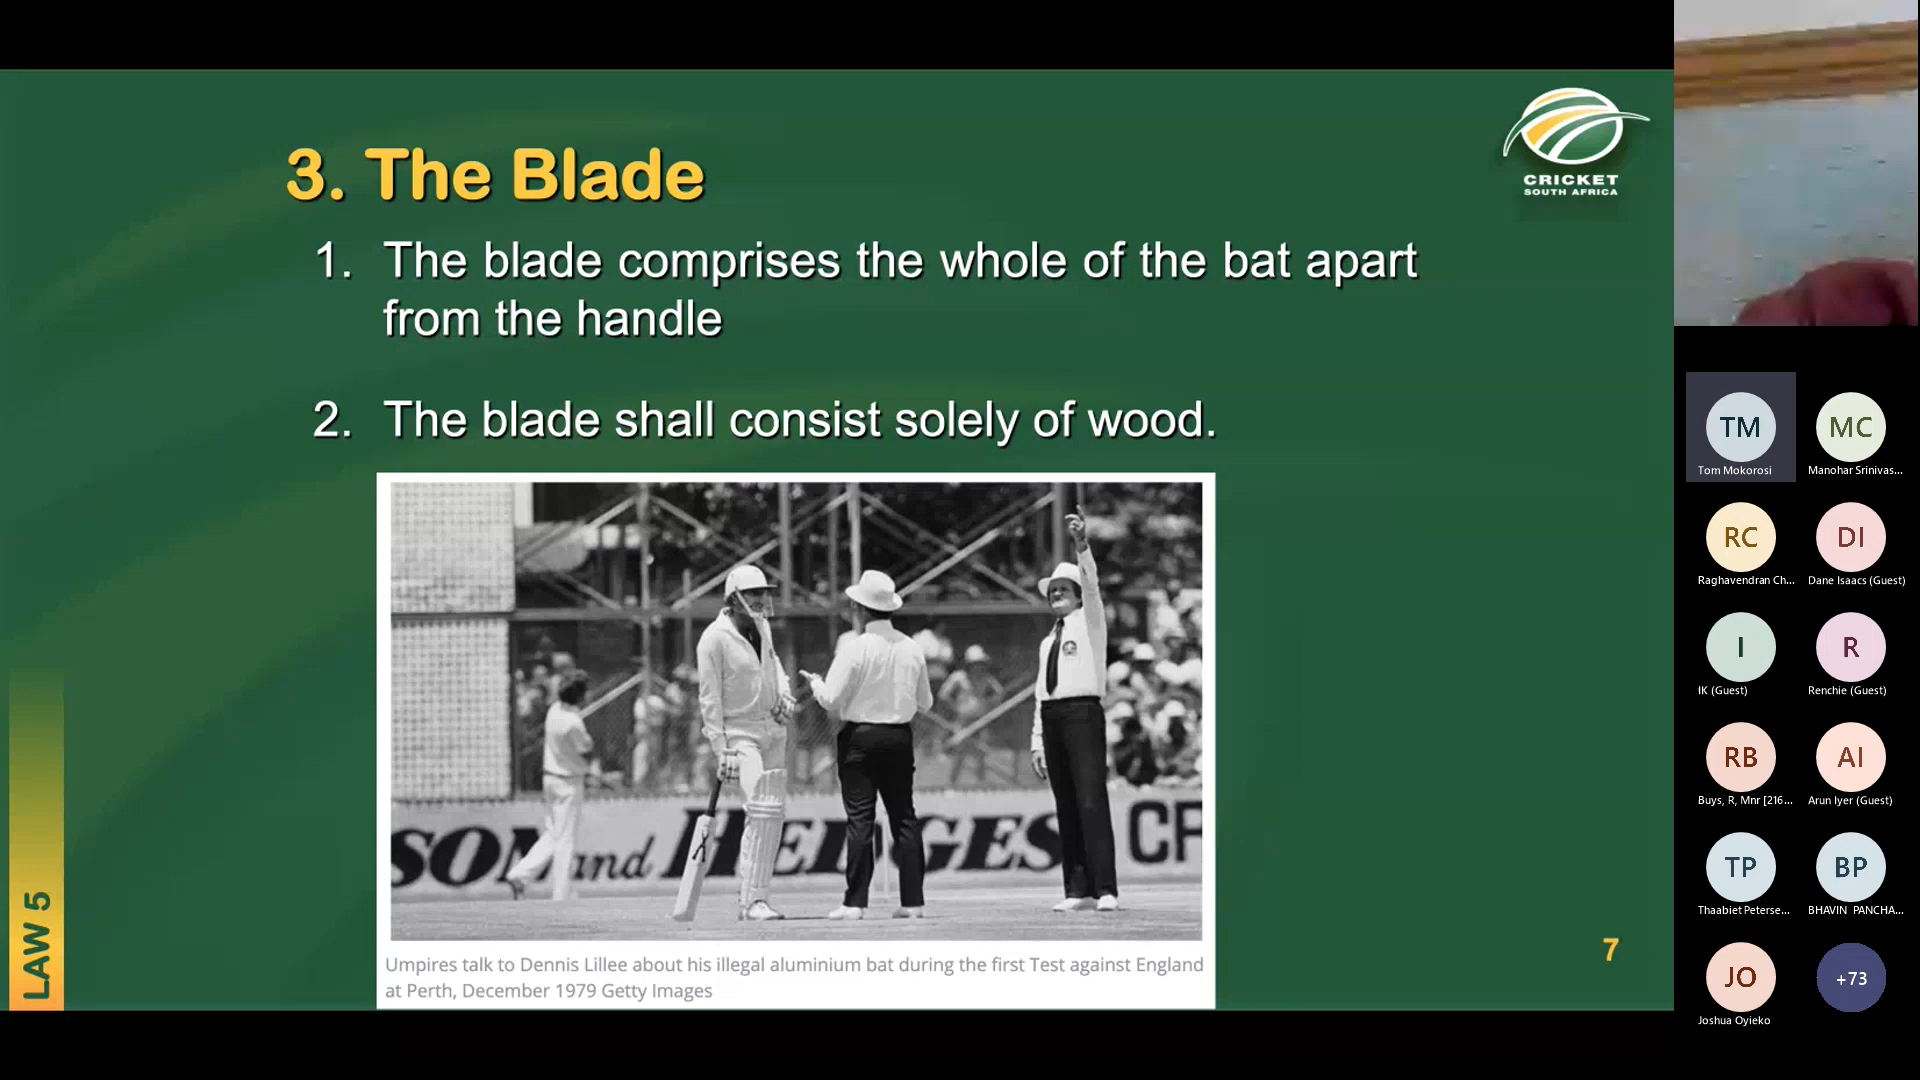 3. The Blade
CRICKET
SOUTH AFRICA
1. The blade comprises the whole of the bat apart
from the handle
2. The blade shall consist solely of wood.
SON and HEDGES
CR
Umpires talk to Dennis Lillee about his illegal aluminium bat during the first Test against England
at Perth, December 1979 Getty Images
LAW 5
7
TM
Tom Mokorosi
MC
Manohar Srinivas...
RC
Raghavendran Ch...
DI
Dane Isaacs (Guest)
I
IK (Guest)
R
Renchie (Guest)
RB
Buys, R, Mnr [216...
AI
Arun Iyer (Guest)
TP
Thaabiet Peterse...
BP
BHAVIN PANCHA...
JO
Joshua Oyieko
+73